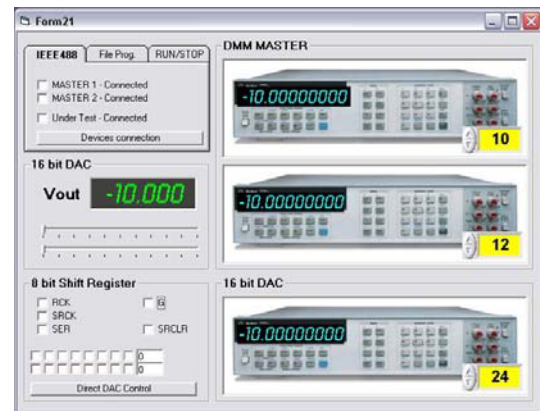 Form21
IEEE488 File Prog. RUN/STOP
MASTER 1 - Connected
MASTER 2 - Connected
Under Test - Connected
Devices connection
16 bit DAC
Vout -10.000
8 bit Shift Register
RCK G
SRCK
SER SRCLR
0
0
Direct DAC Control
DMM MASTER
-10.00000000
10
-10.00000000
12
16 bit DAC
-10.00000000
24